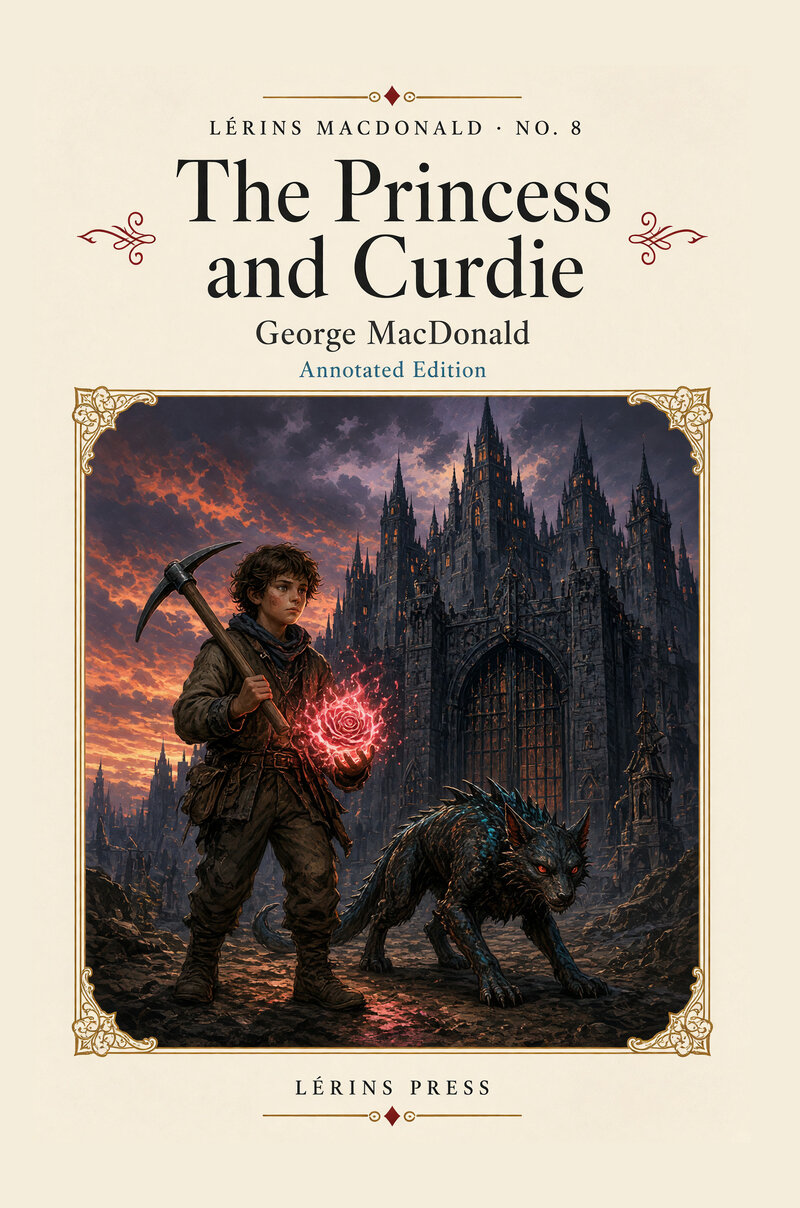 LÉRINS MACDONALD · NO. 8
The Princess
and Curdie
George MacDonald
Annotated Edition
LÉRINS PRESS